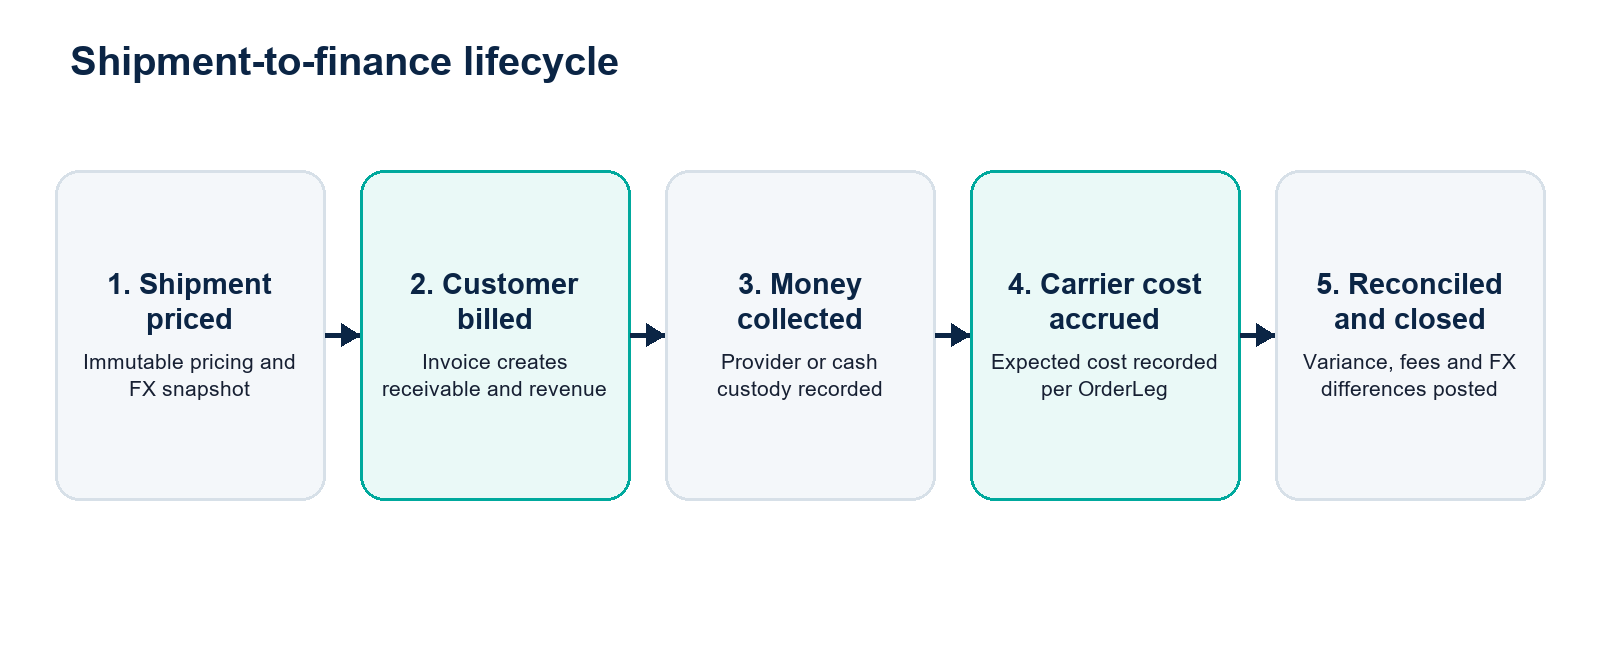 Shipment-to-finance lifecycle
1. Shipment
priced
Immutable pricing and
FX snapshot
2. Customer
billed
Invoice creates
receivable and revenue
3. Money
collected
Provider or cash
custody recorded
4. Carrier cost
accrued
Expected cost recorded
per OrderLeg
5. Reconciled
and closed
Variance, fees and FX
differences posted